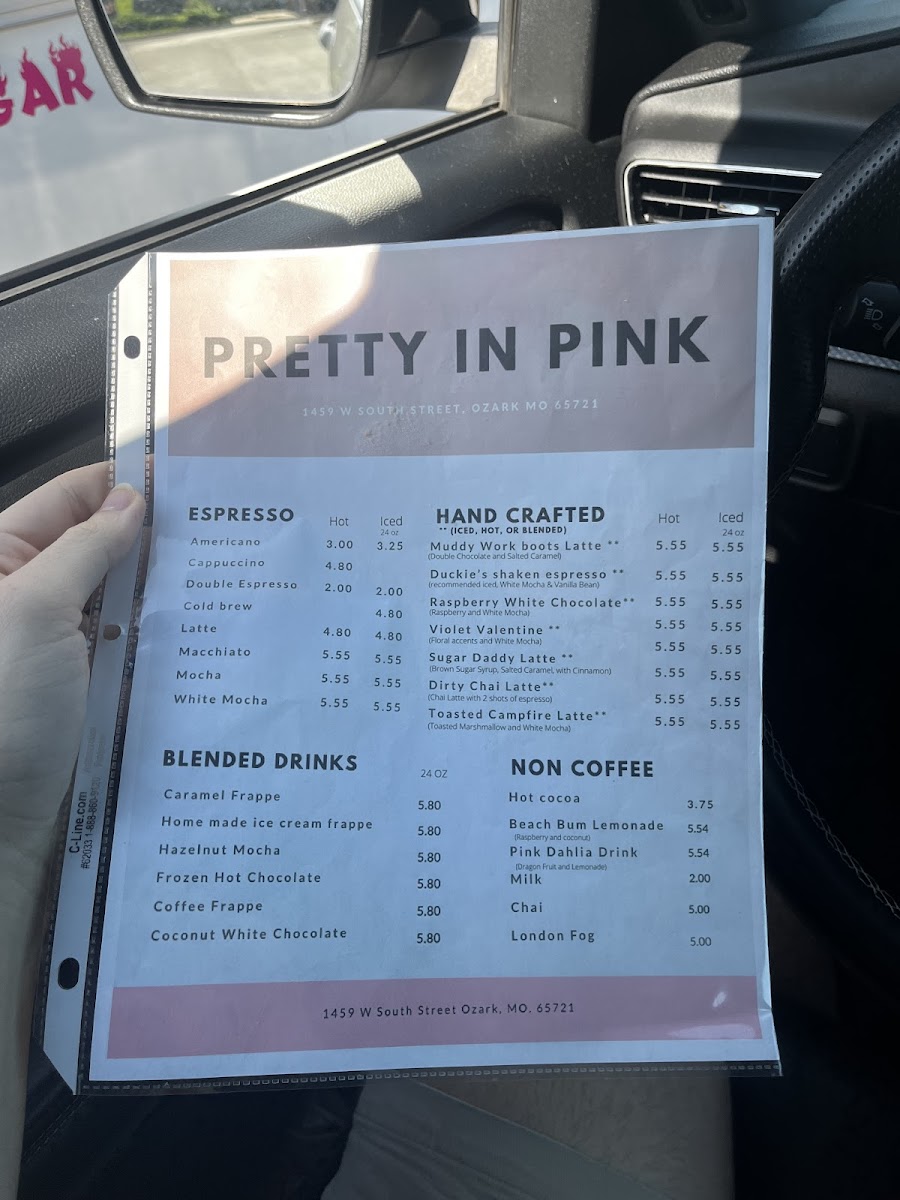 GAR
PRETTY IN PINK
1459 W SOUTH STREET, OZARK MO 65721
ESPRESSO
Hot Iced
24 oz
Americano 3.00 3.25
Cappuccino 4.80
Double Espresso 2.00 2.00
Cold brew 4.80
Latte 4.80 4.80
Macchiato 5.55 5.55
Mocha 5.55 5.55
White Mocha 5.55 5.55
HAND CRAFTED
** (ICED, HOT, OR BLENDED)
Hot Iced
24 oz
Muddy Work boots Latte ** 5.55 5.55
(Double Chocolate and Salted Caramel)
Duckie's shaken espresso ** 5.55 5.55
(recommended iced, White Mocha & Vanilla Bean)
Raspberry White Chocolate** 5.55 5.55
(Raspberry and White Mocha) 5.55 5.55
Violet Valentine **
(Floral accents and White Mocha) 5.55 5.55
Sugar Daddy Latte **
(Brown Sugar Syrup, Salted Caramel, with Cinnamon) 5.55 5.55
Dirty Chai Latte**
(Chai Latte with 2 shots of espresso) 5.55 5.55
Toasted Campfire Latte** 5.55 5.55
(Toasted Marshmallow and White Mocha)
BLENDED DRINKS
24 OZ
Caramel Frappe 5.80
Home made ice cream frappe 5.80
Hazelnut Mocha 5.80
Frozen Hot Chocolate 5.80
Coffee Frappe 5.80
Coconut White Chocolate 5.80
NON COFFEE
Hot cocoa 3.75
Beach Bum Lemonade 5.54
(Raspberry and coconut)
Pink Dahlia Drink 5.54
(Dragon Fruit and Lemonade)
Milk 2.00
Chai 5.00
London Fog 5.00
1459 W South Street Ozark, MO. 65721
C-Line.com